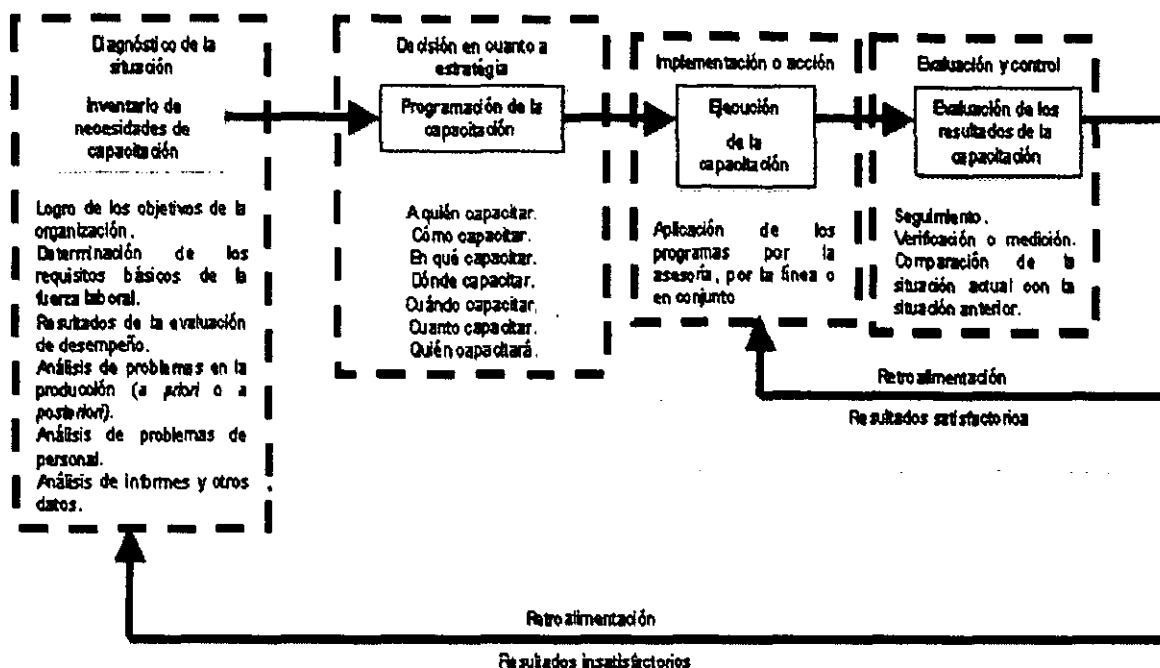 Diagnóstico de la
situación
Inventario de
necesidades de
capacitación
Logro de los objetivos de la
organización.
Determinación de los
requisitos básicos de la
fuerza laboral.
Resultados de la evaluación
de desempeño.
Análisis de problemas en la
producción (a priori o a
posteriori).
Análisis de problemas de
personal.
Análisis de informes y otros
datos.
Decisión en cuanto a
estratégia
Programación de la
capacitación
A quién capacitar.
Cómo capacitar.
En qué capacitar.
Dónde capacitar.
Cuándo capacitar.
Cuanto capacitar.
Quién capacitará.
Implementación o acción
Ejecución
de la
capacitación
Aplicación de los
programas por la
asesoría, por la línea o
en conjunto
Evaluación y control
Evaluación de los
resultados de la
capacitación
Seguimiento.
Verificación o medición.
Comparación de la
situación actual con la
situación anterior.
Retroalimentación
Resultados satisfactorios
Retroalimentación
Resultados insatisfactorios